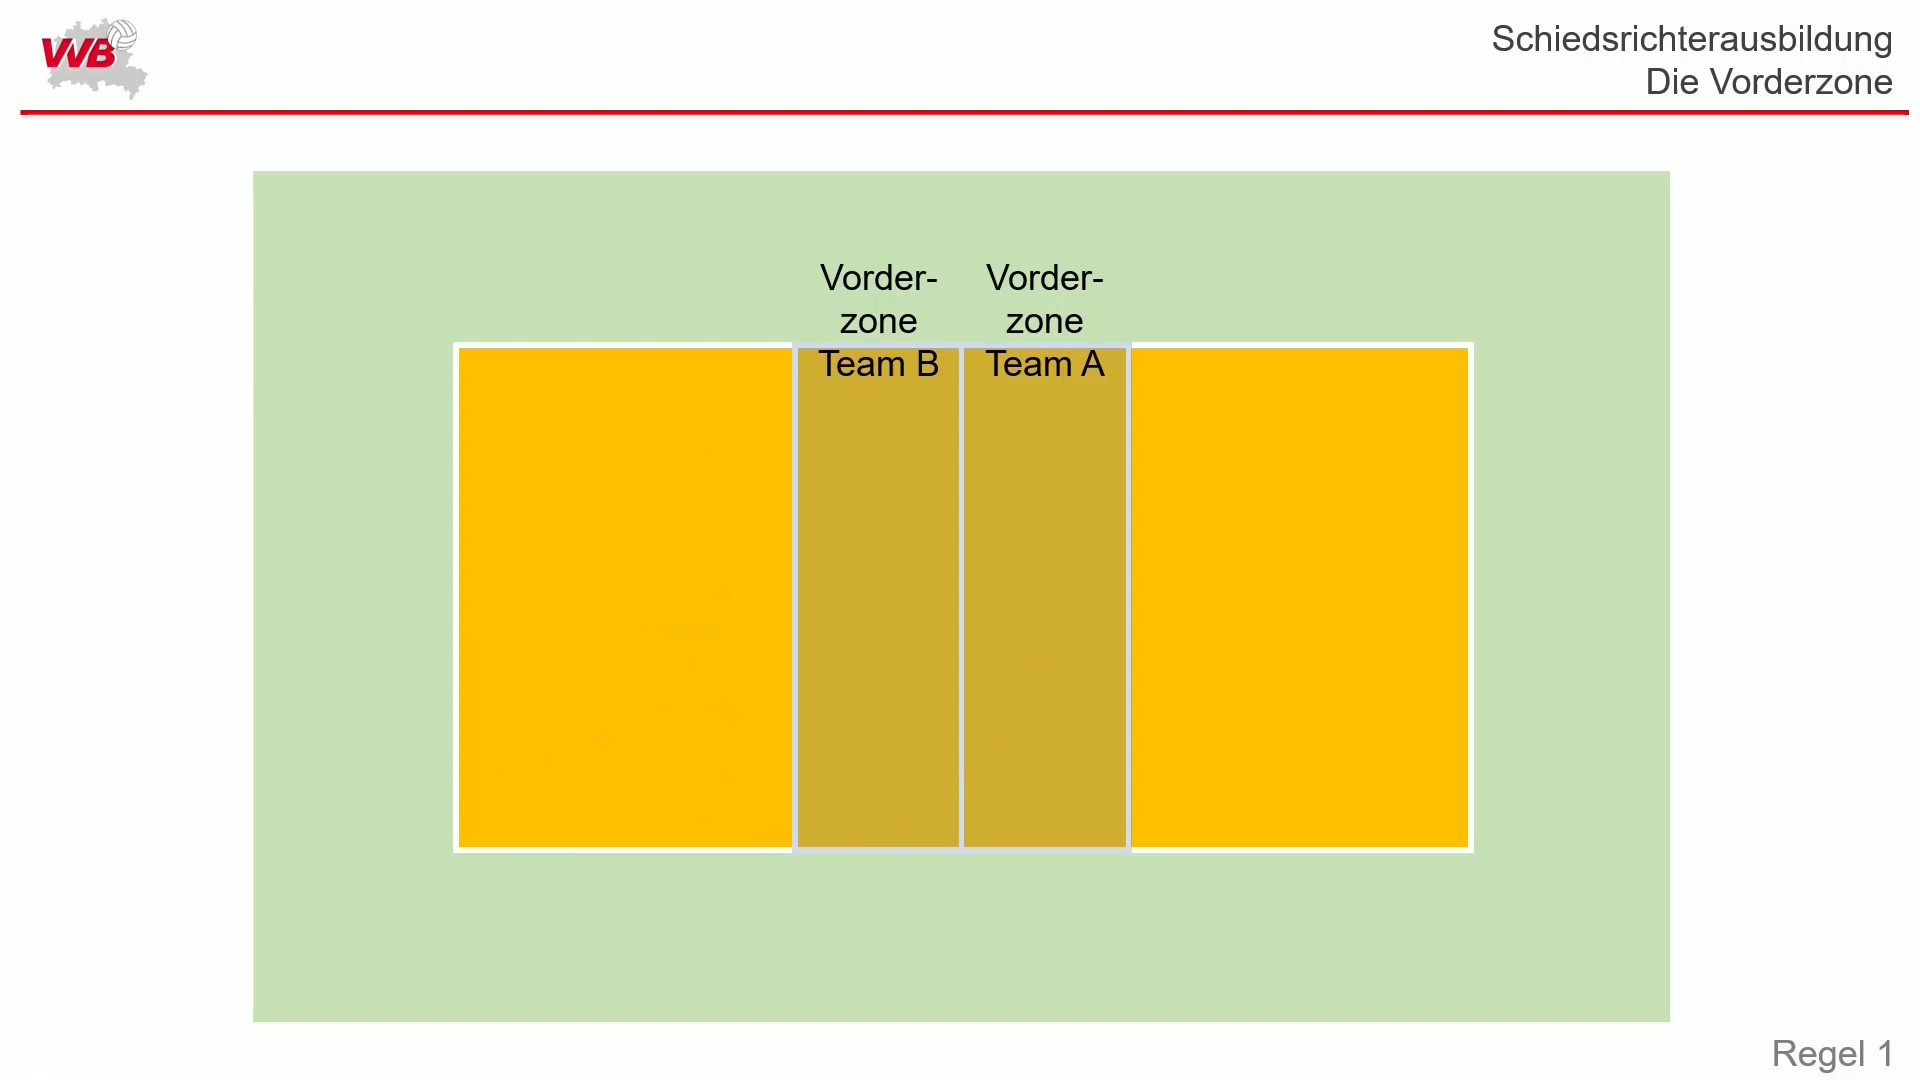 VVB
Schiedsrichterausbildung
Die Vorderzone
Vorder-
zone
Team B
Vorder-
zone
Team A
Regel 1